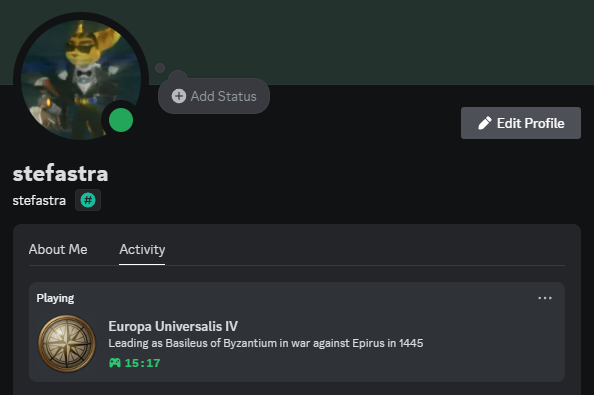 Add Status
Edit Profile
stefastra
stefastra #
About Me Activity
Playing
Europa Universalis IV
Leading as Basileus of Byzantium in war against Epirus in 1445
15:17